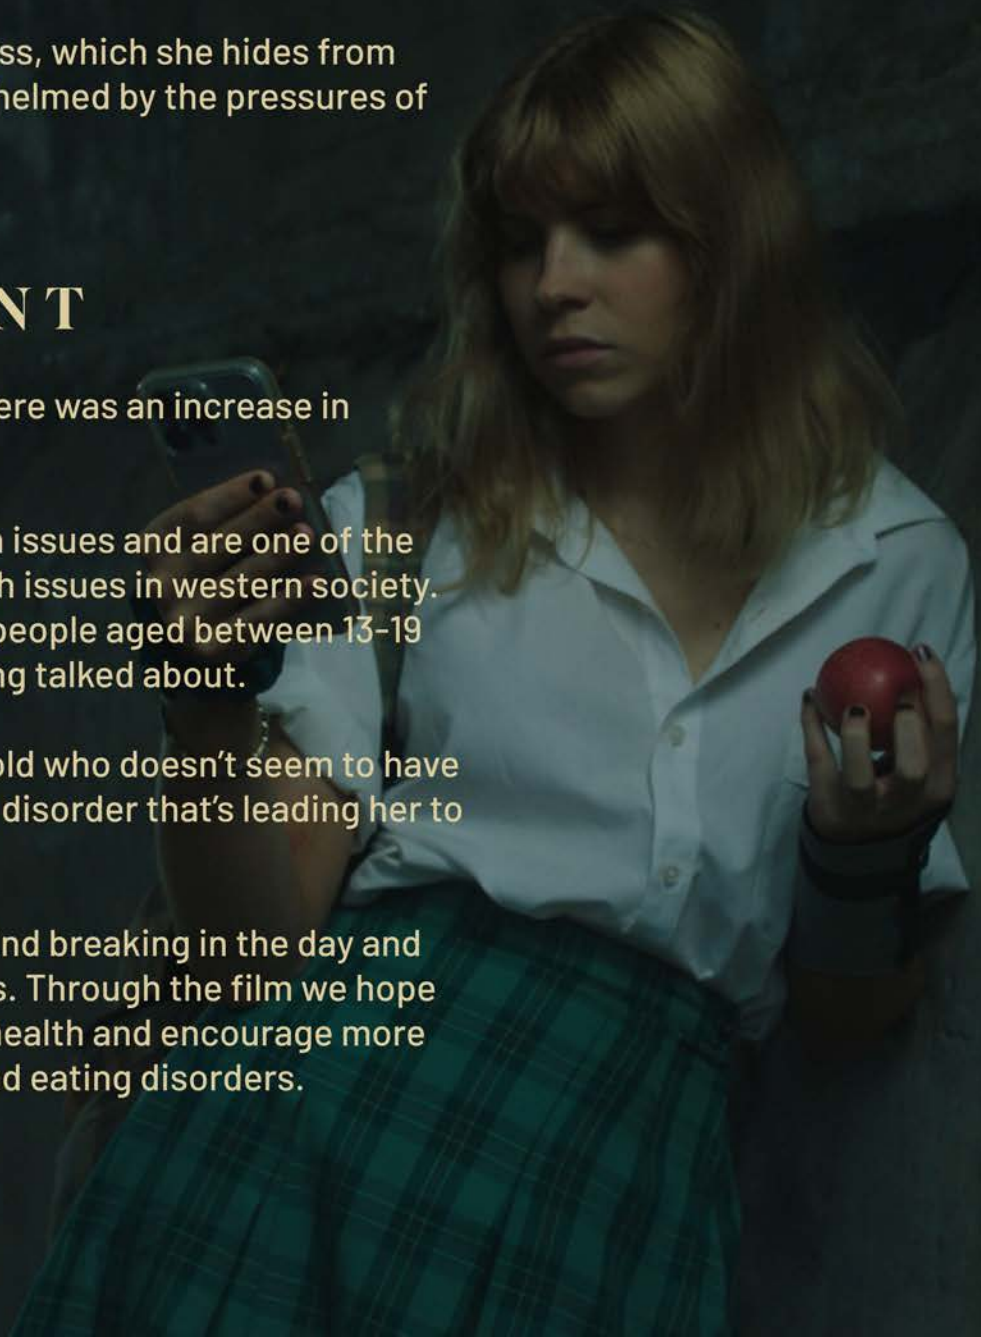 ss, which she hides from
helmed by the pressures of
NT
ere was an increase in
issues and are one of the
h issues in western society.
people aged between 13-19
ng talked about.
old who doesn't seem to have
disorder that's leading her to
nd breaking in the day and
s. Through the film we hope
health and encourage more
d eating disorders.